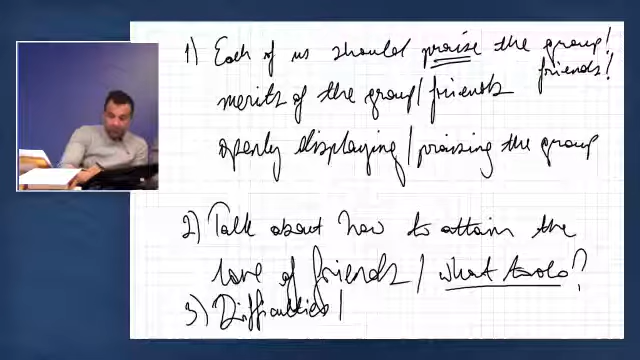 1) Each of us should praise the group!
friends!
merits of the group/friends
openly displaying/praising the group
2) Talk about how to attain the
love of friends/ what tools?
3) Difficulties/